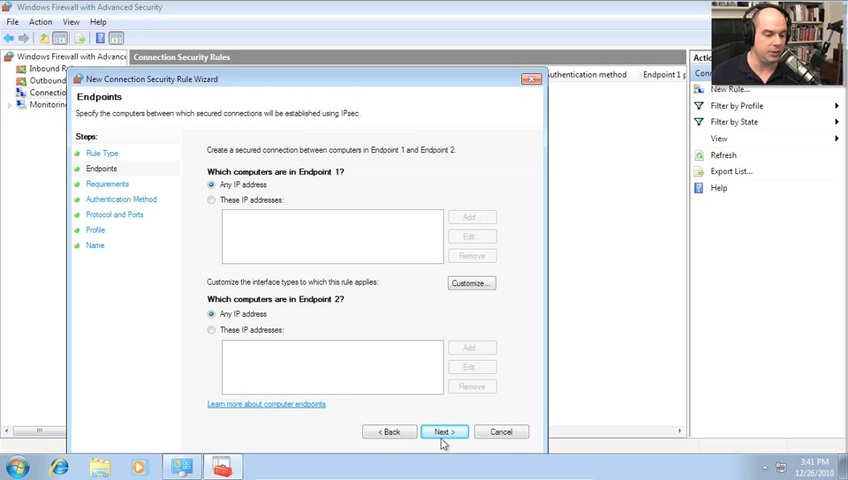 Windows Firewall with Advanced Security
File Action View Help
Windows Firewall with Advance
Inbound Ru
Outbound
Connectio
Monitorin
Connection Security Rules
uthentication method Endpoint 1 p
New Connection Security Rule Wizard
Endpoints
Specify the computers between which secured connections will be established using IPsec.
Steps:
Rule Type
Endpoints
Requirements
Authentication Method
Protocol and Ports
Profile
Name
Create a secured connection between computers in Endpoint 1 and Endpoint 2.
Which computers are in Endpoint 1?
Any IP address
These IP addresses:
Add...
Edit...
Remove
Customize the interface types to which this rule applies:
Customize...
Which computers are in Endpoint 2?
Any IP address
These IP addresses:
Add...
Edit...
Remove
Learn more about computer endpoints
< Back Next > Cancel
Actio
Conn
New Rule...
Filter by Profile
Filter by State
View
Refresh
Export List...
Help
3:41 PM
12/26/2010